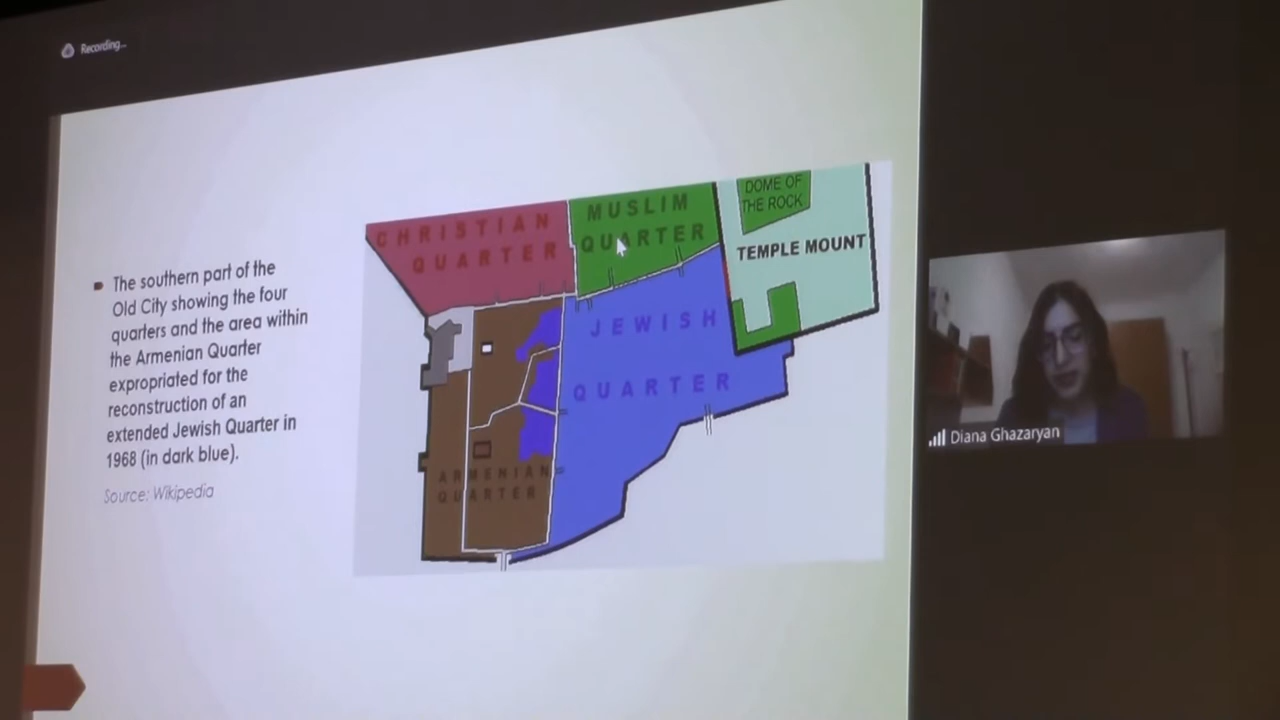 Recording...
The southern part of the
Old City showing the four
quarters and the area within
the Armenian Quarter
expropriated for the
reconstruction of an
extended Jewish Quarter in
1968 (in dark blue).
Source: Wikipedia
CHRISTIAN
QUARTER
MUSLIM
QUARTER
DOME OF
THE ROCK
TEMPLE MOUNT
JEWISH
QUARTER
ARMENIAN
QUARTER
Diana Ghazaryan